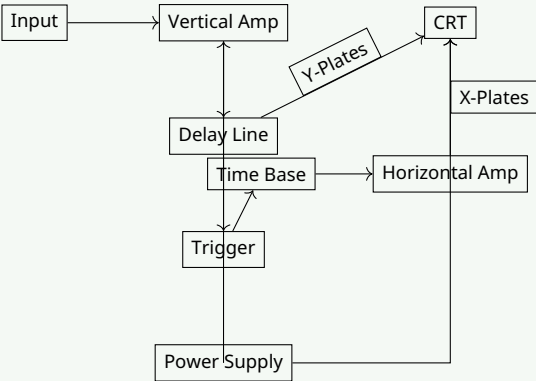 Input
Vertical Amp
CRT
Y-Plates
X-Plates
Delay Line
Time Base
Horizontal Amp
Trigger
Power Supply